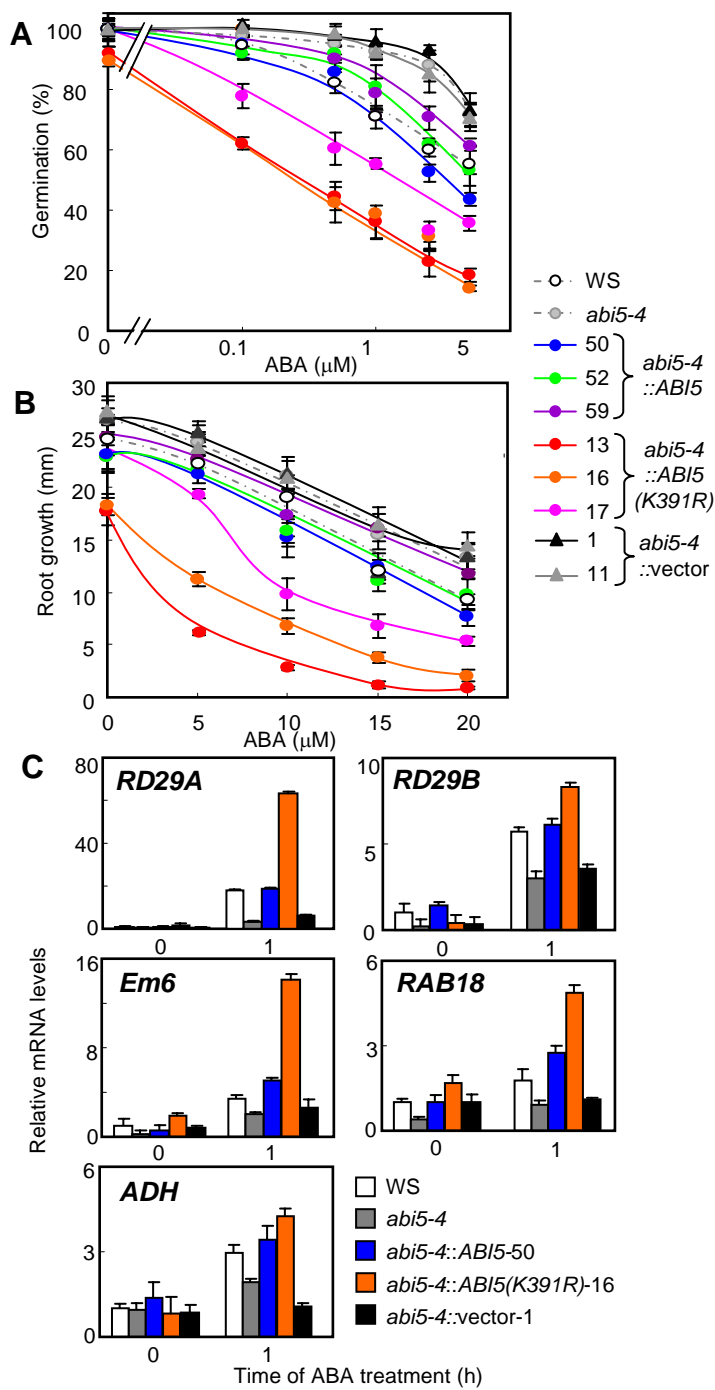 A
Germination (%)
100
80
60
40
20
0
0 0.1 1 5
ABA (μM)
WS
abi5-4
50
52
59
abi5-4
::ABI5
13
16
17
abi5-4
::ABI5
(K391R)
1
11
abi5-4
::vector
B
Root growth (mm)
30
25
20
15
10
5
0
0 5 10 15 20
ABA (μM)
C
Relative mRNA levels
RD29A
80
40
0
0 1
RD29B
10
5
0
0 1
Em6
16
8
0
0 1
RAB18
6
3
0
0 1
ADH
6
3
0
0 1
Time of ABA treatment (h)
WS
abi5-4
abi5-4::ABI5-50
abi5-4::ABI5(K391R)-16
abi5-4::vector-1